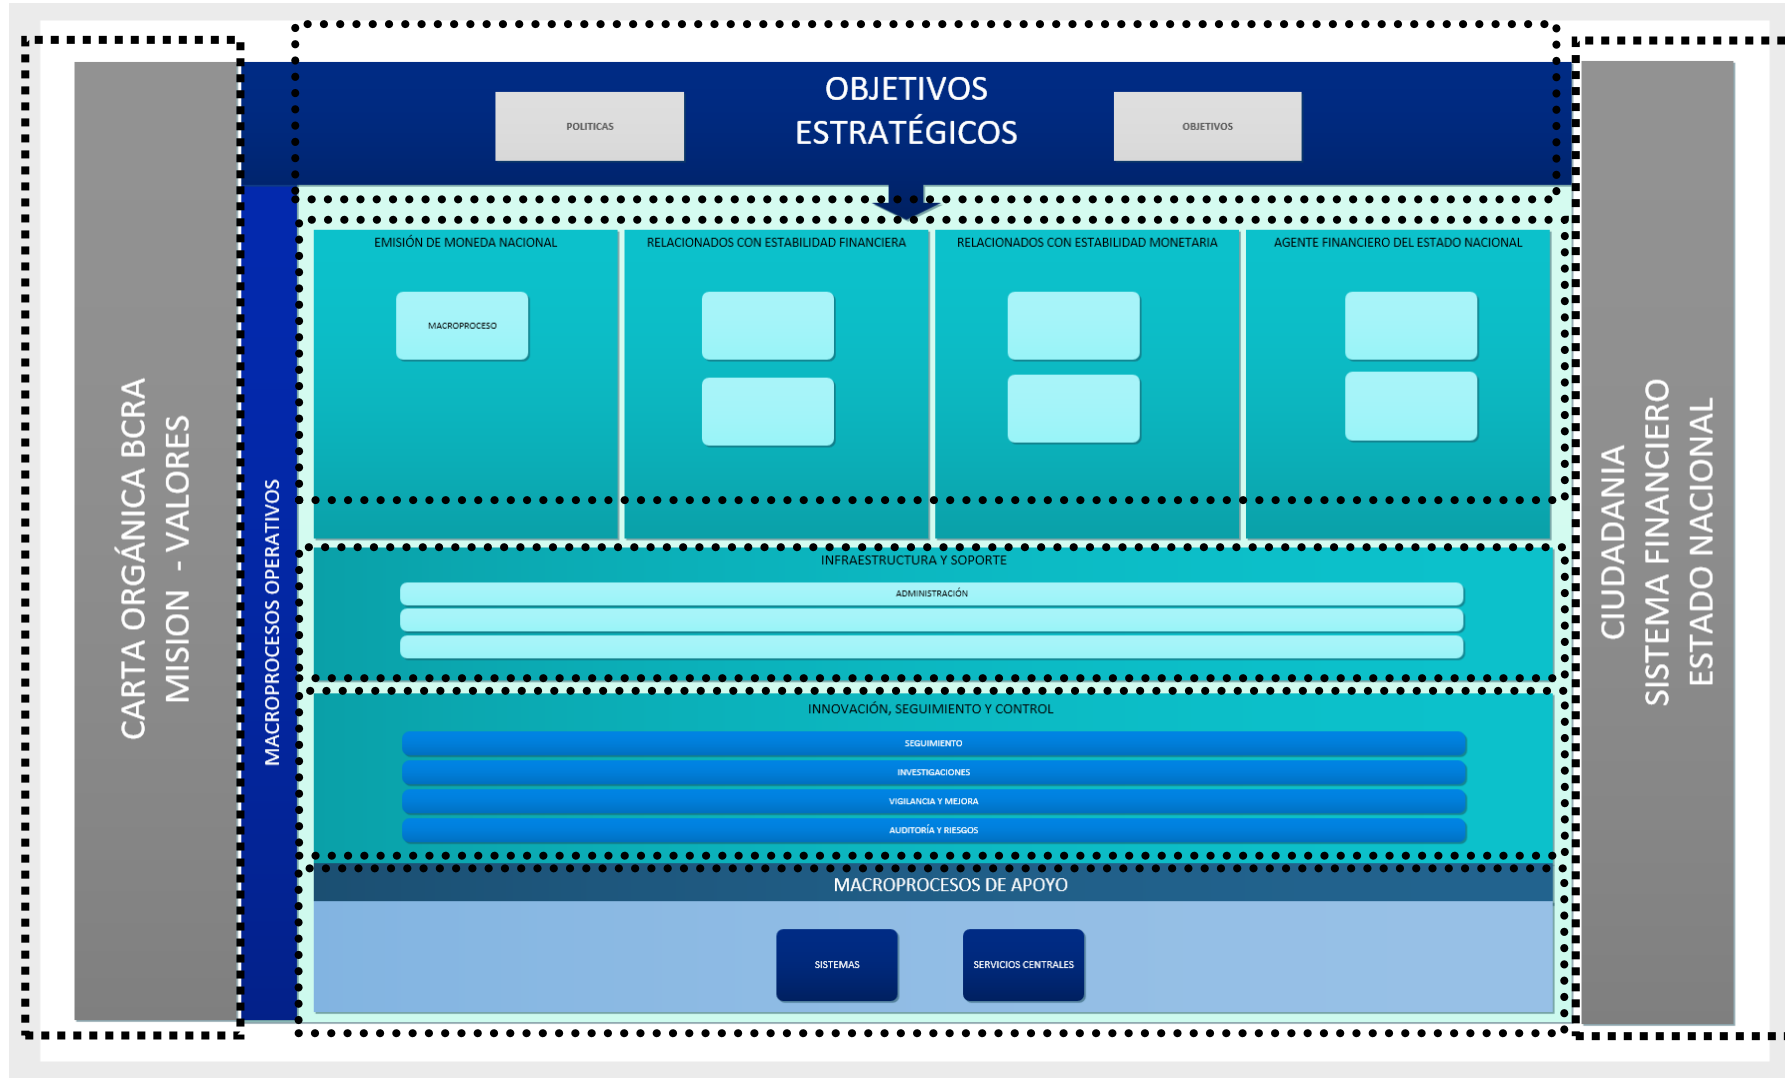 OBJETIVOS
ESTRATÉGICOS
POLITICAS
OBJETIVOS
CARTA ORGÁNICA BCRA
MISION - VALORES
MACROPROCESOS OPERATIVOS
EMISIÓN DE MONEDA NACIONAL
RELACIONADOS CON ESTABILIDAD FINANCIERA
RELACIONADOS CON ESTABILIDAD MONETARIA
AGENTE FINANCIERO DEL ESTADO NACIONAL
MACROPROCESO
INFRAESTRUCTURA Y SOPORTE
ADMINISTRACIÓN
INNOVACIÓN, SEGUIMIENTO Y CONTROL
SEGUIMIENTO
INVESTIGACIONES
VIGILANCIA Y MEJORA
AUDITORÍA Y RIESGOS
MACROPROCESOS DE APOYO
SISTEMAS
SERVICIOS CENTRALES
CIUDADANIA
SISTEMA FINANCIERO
ESTADO NACIONAL